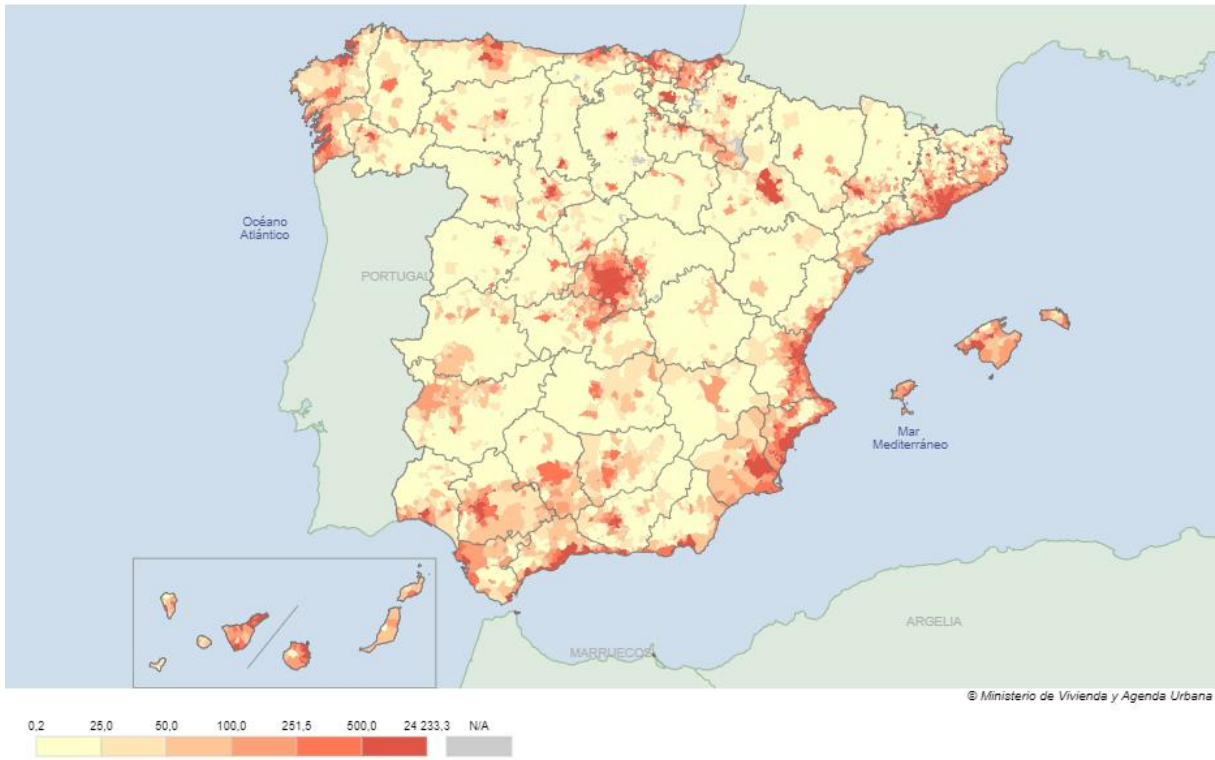 Océano
Atlántico
PORTUGAL
Mar
Mediterráneo
ARGELIA
MARRUECOS
© Ministerio de Vivienda y Agenda Urbana
0,2 25,0 50,0 100,0 251,5 500,0 24 233,3 N/A